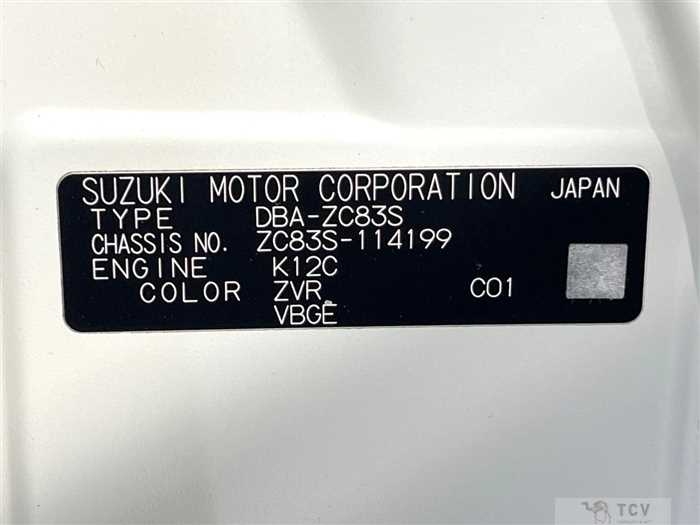 SUZUKI MOTOR CORPORATION JAPAN
TYPE DBA-ZC83S
CHASSIS NO. ZC83S-114199
ENGINE K12C
COLOR ZVR C01
VBGE
TCV